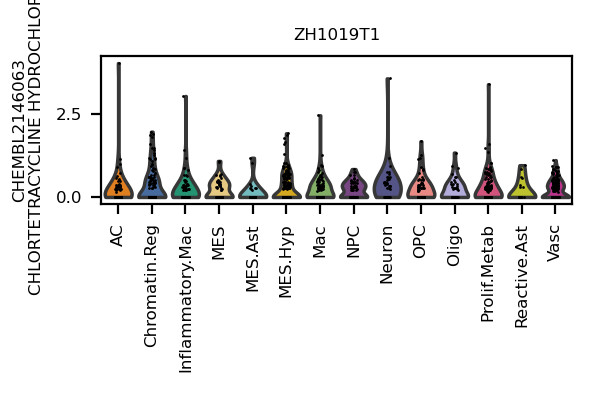 ZH1019T1
CHEMBL2146063
CHLORTETRACYCLINE HYDROCHLOR
2.5
0.0
AC
Chromatin.Reg
Inflammatory.Mac
MES
MES.Ast
MES.Hyp
Mac
NPC
Neuron
OPC
Oligo
Prolif.Metab
Reactive.Ast
Vasc